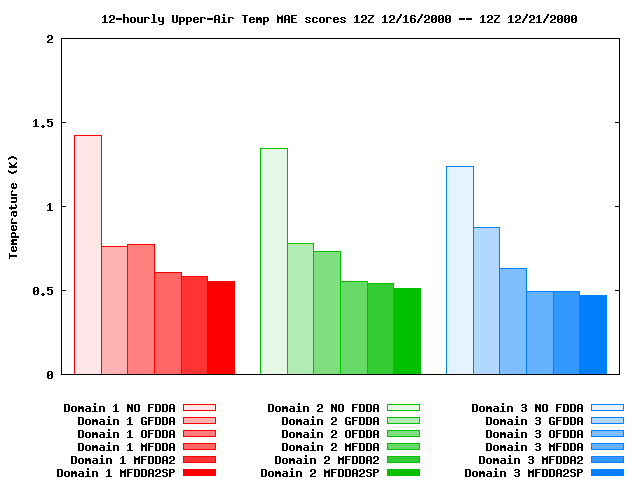 12-hourly Upper-Air Temp MAE scores 12Z 12/16/2000 -- 12Z 12/21/2000
2
1.5
1
0.5
0
Temperature (K)
Domain 1 NO FDDA Domain 2 NO FDDA Domain 3 NO FDDA
Domain 1 GFDDA Domain 2 GFDDA Domain 3 GFDDA
Domain 1 OFDDA Domain 2 OFDDA Domain 3 OFDDA
Domain 1 MFDDA Domain 2 MFDDA Domain 3 MFDDA
Domain 1 MFDDA2 Domain 2 MFDDA2 Domain 3 MFDDA2
Domain 1 MFDDA2SP Domain 2 MFDDA2SP Domain 3 MFDDA2SP